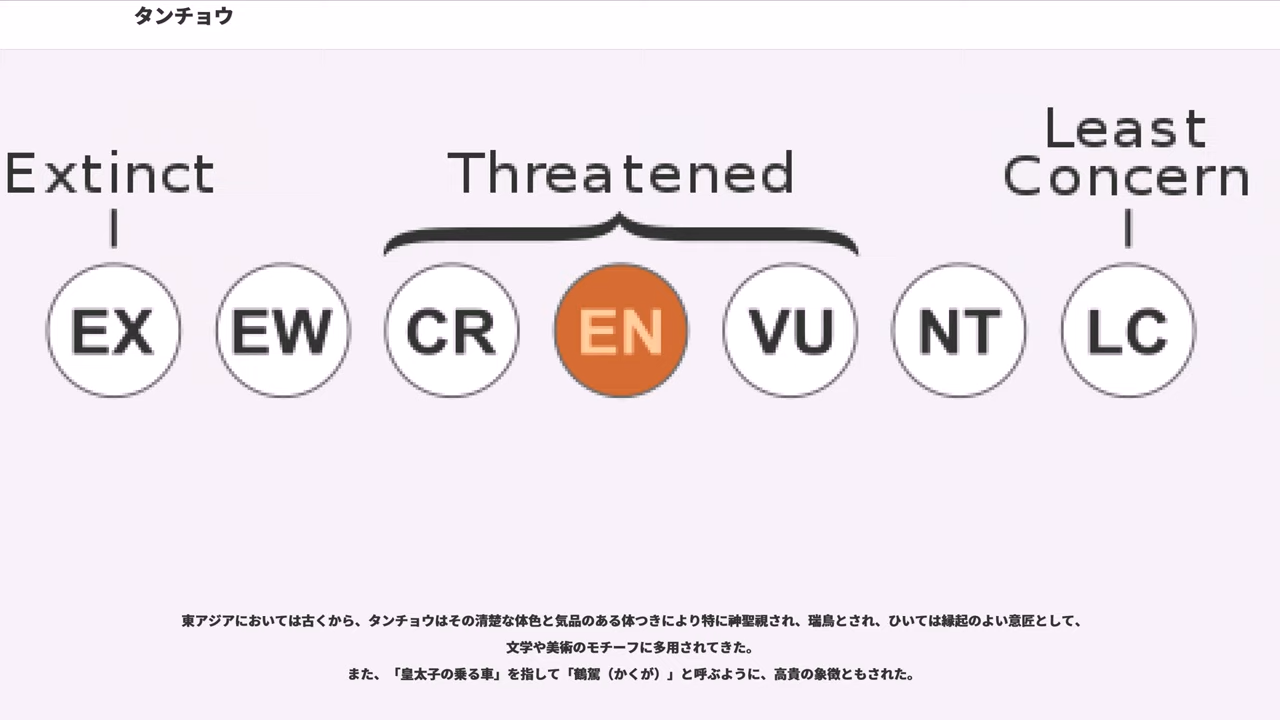 タンチョウ
Extinct
Threatened
Least
Concern
EX EW CR EN VU NT LC
東アジアにおいては古くから、タンチョウはその清楚な体色と気品のある体つきにより特に神聖視され、瑞鳥とされ、ひいては縁起のよい意匠として、
文学や美術のモチーフに多用されてきた。
また、「皇太子の乗る車」を指して「鶴駕（かくが）」と呼ぶように、高貴の象徴ともされた。